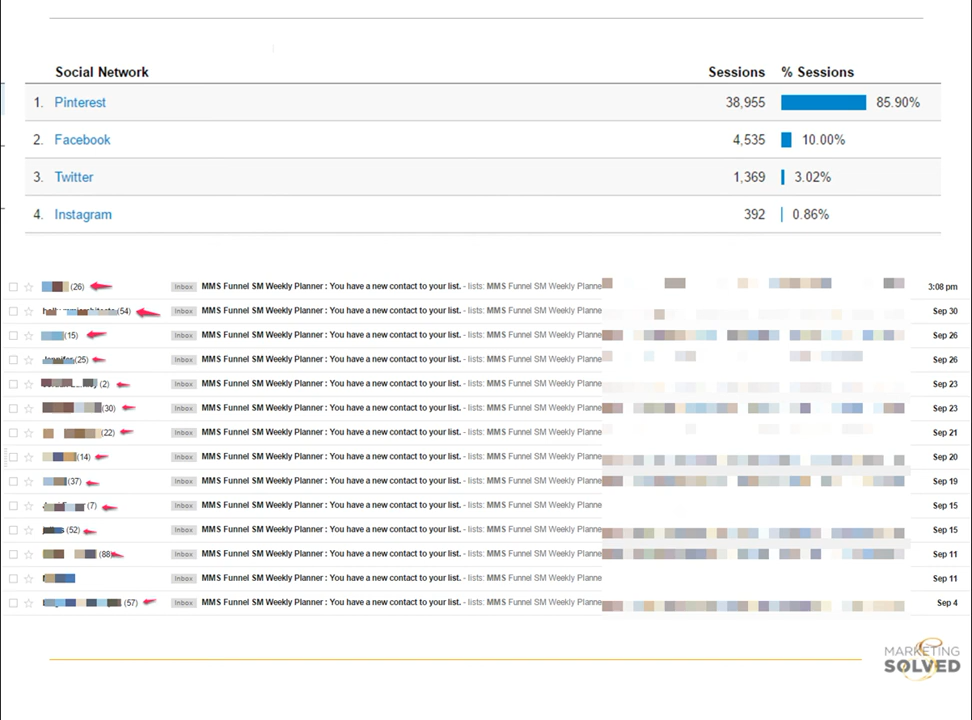 Social Network Sessions % Sessions
1. Pinterest 38,955 85.90%
2. Facebook 4,535 10.00%
3. Twitter 1,369 3.02%
4. Instagram 392 0.86%
(26) Inbox MMS Funnel SM Weekly Planner : You have a new contact to your list. - lists: MMS Funnel SM Weekly Planne 3:08 pm
(54) Inbox MMS Funnel SM Weekly Planner : You have a new contact to your list. - lists: MMS Funnel SM Weekly Planne Sep 30
(15) Inbox MMS Funnel SM Weekly Planner : You have a new contact to your list. - lists: MMS Funnel SM Weekly Planne Sep 26
(25) Inbox MMS Funnel SM Weekly Planner : You have a new contact to your list. - lists: MMS Funnel SM Weekly Planne Sep 26
(2) Inbox MMS Funnel SM Weekly Planner : You have a new contact to your list. - lists: MMS Funnel SM Weekly Planne Sep 23
(30) Inbox MMS Funnel SM Weekly Planner : You have a new contact to your list. - lists: MMS Funnel SM Weekly Planne Sep 23
(22) Inbox MMS Funnel SM Weekly Planner : You have a new contact to your list. - lists: MMS Funnel SM Weekly Planne Sep 21
(14) Inbox MMS Funnel SM Weekly Planner : You have a new contact to your list. - lists: MMS Funnel SM Weekly Planne Sep 20
(37) Inbox MMS Funnel SM Weekly Planner : You have a new contact to your list. - lists: MMS Funnel SM Weekly Planne Sep 19
(7) Inbox MMS Funnel SM Weekly Planner : You have a new contact to your list. - lists: MMS Funnel SM Weekly Planne Sep 15
(52) Inbox MMS Funnel SM Weekly Planner : You have a new contact to your list. - lists: MMS Funnel SM Weekly Planne Sep 15
(88) Inbox MMS Funnel SM Weekly Planner : You have a new contact to your list. - lists: MMS Funnel SM Weekly Planne Sep 11
Inbox MMS Funnel SM Weekly Planner : You have a new contact to your list. - lists: MMS Funnel SM Weekly Planne Sep 11
(57) Inbox MMS Funnel SM Weekly Planner : You have a new contact to your list. - lists: MMS Funnel SM Weekly Planne Sep 4
MARKETING
SOLVED